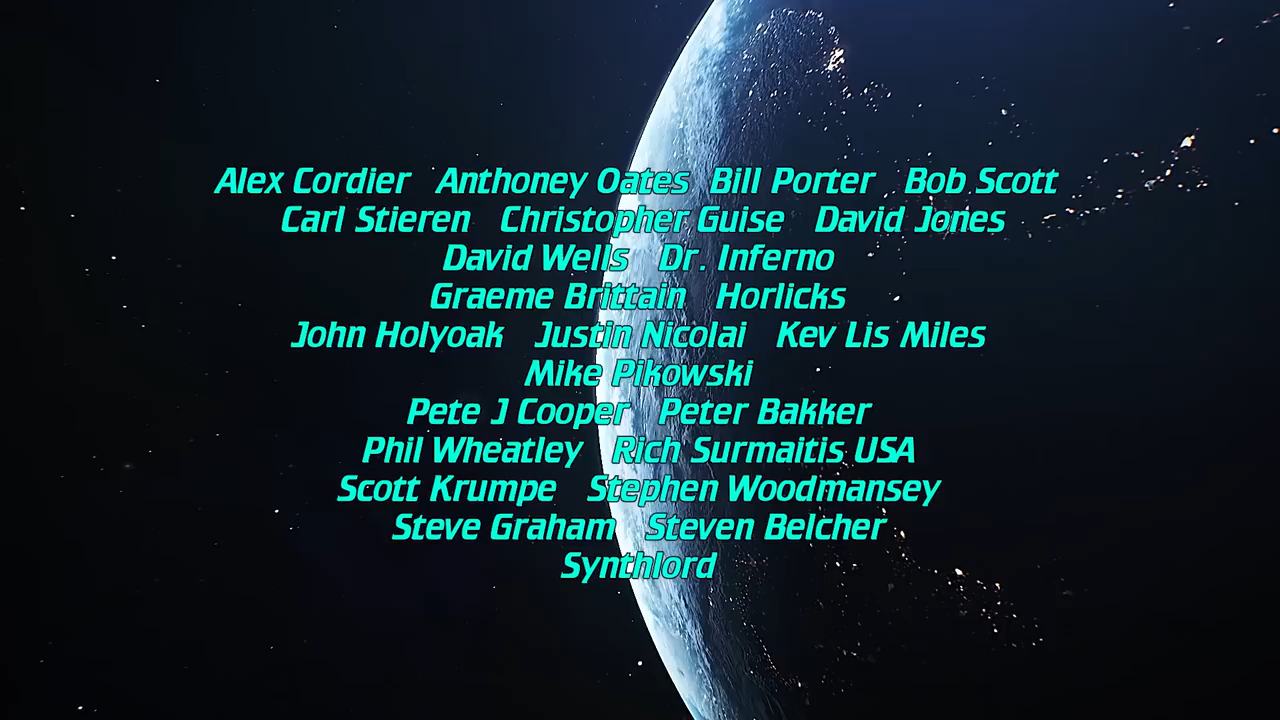 Alex Cordier Anthoney Oates Bill Porter Bob Scott
Carl Stieren Christopher Guise David Jones
David Wells Dr. Inferno
Graeme Brittain Horlicks
John Holyoak Justin Nicolai Kev Lis Miles
Mike Pikowski
Pete J Cooper Peter Bakker
Phil Wheatley Rich Surmaitis USA
Scott Krumpe Stephen Woodmansey
Steve Graham Steven Belcher
Synthlord